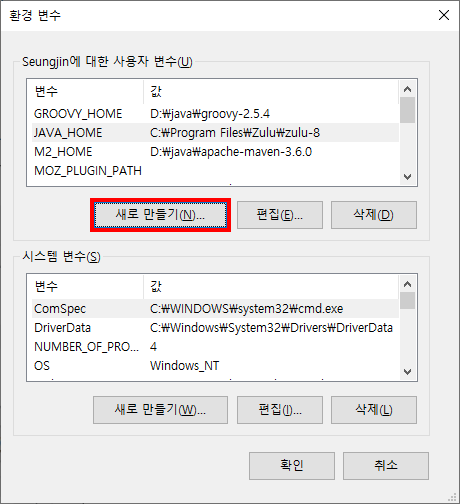 환경 변수
Seungjin에 대한 사용자 변수(U)
변수 값
GROOVY_HOME D:₩java₩groovy-2.5.4
JAVA_HOME C:₩Program Files₩Zulu₩zulu-8
M2_HOME D:₩java₩apache-maven-3.6.0
MOZ_PLUGIN_PATH
새로 만들기(N)... 편집(E)... 삭제(D)
시스템 변수(S)
변수 값
ComSpec C:₩WINDOWS₩system32₩cmd.exe
DriverData C:₩Windows₩System32₩Drivers₩DriverData
NUMBER_OF_PRO... 4
OS Windows_NT
새로 만들기(W)... 편집(I)... 삭제(L)
확인 취소